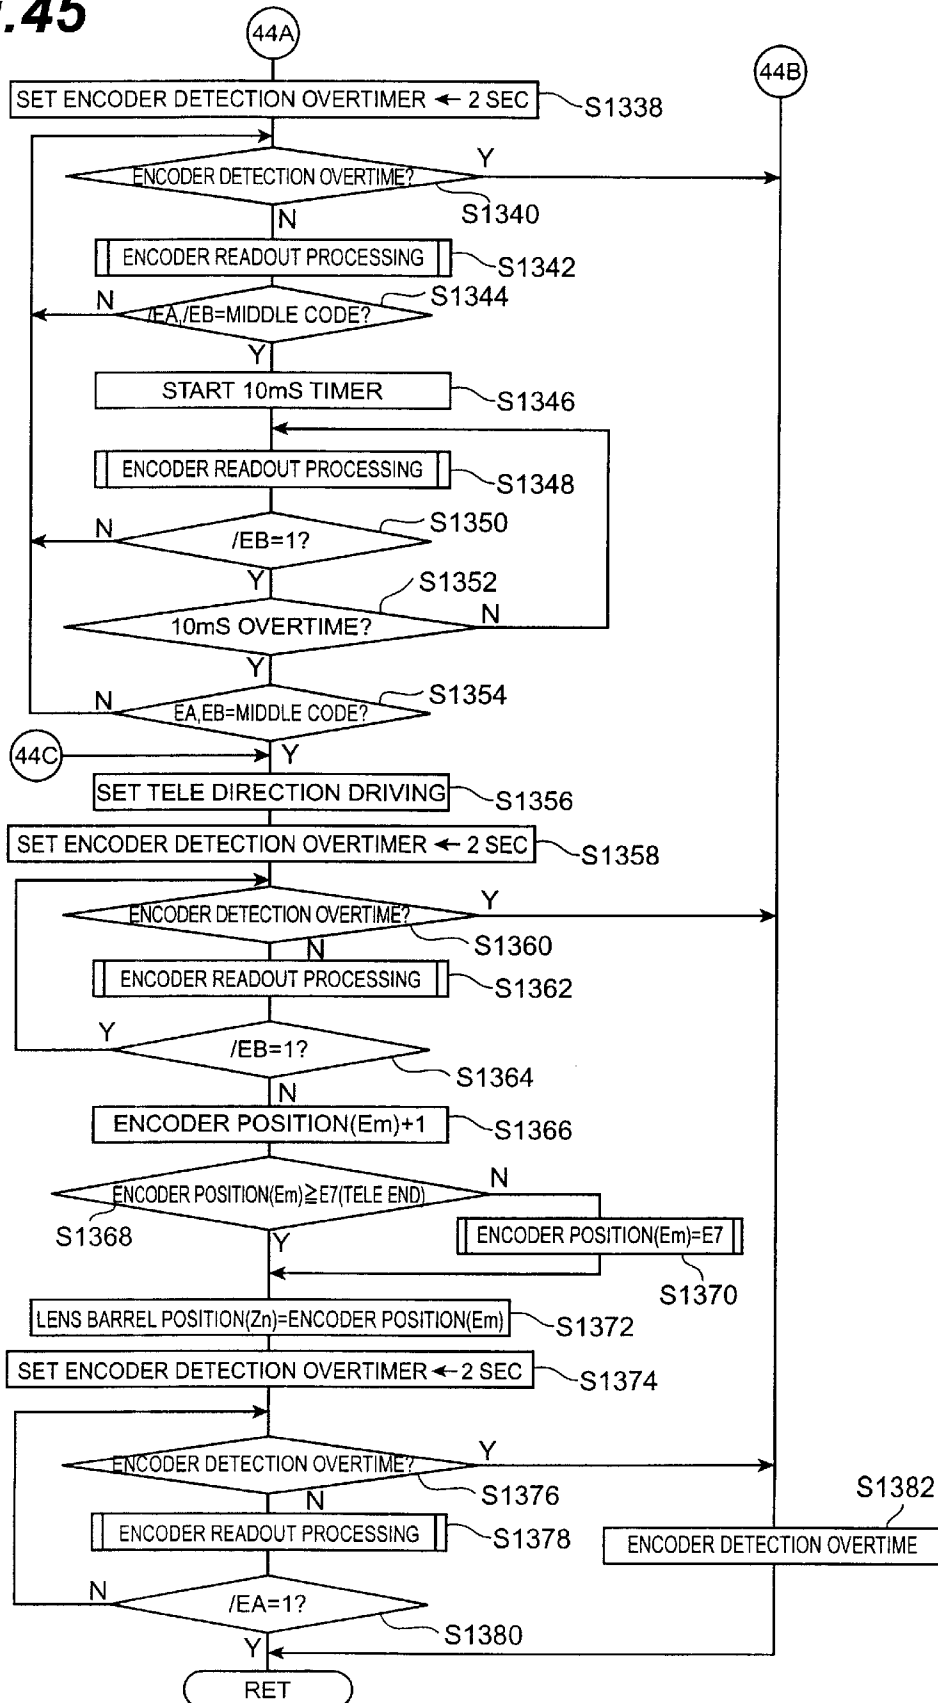 .45
44A
44B
SET ENCODER DETECTION OVERTIMER ← 2 SEC
S1338
ENCODER DETECTION OVERTIME?
Y
S1340
N
ENCODER READOUT PROCESSING
S1342
N
/EA,/EB=MIDDLE CODE?
S1344
Y
START 10mS TIMER
S1346
ENCODER READOUT PROCESSING
S1348
N
/EB=1?
S1350
Y
S1352
10mS OVERTIME?
N
Y
N
EA,EB=MIDDLE CODE?
S1354
44C
Y
SET TELE DIRECTION DRIVING
S1356
SET ENCODER DETECTION OVERTIMER ← 2 SEC
S1358
ENCODER DETECTION OVERTIME?
Y
S1360
N
ENCODER READOUT PROCESSING
S1362
Y
/EB=1?
S1364
N
ENCODER POSITION(Em)+1
S1366
ENCODER POSITION(Em)≧E7(TELE END)
N
S1368
Y
ENCODER POSITION(Em)=E7
S1370
LENS BARREL POSITION(Zn)=ENCODER POSITION(Em)
S1372
SET ENCODER DETECTION OVERTIMER ← 2 SEC
S1374
ENCODER DETECTION OVERTIME?
Y
S1376
N
S1382
ENCODER READOUT PROCESSING
S1378
ENCODER DETECTION OVERTIME
N
/EA=1?
S1380
Y
RET